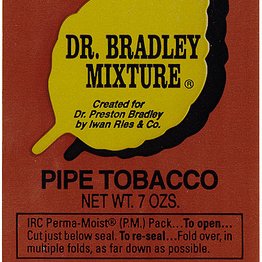 DR. BRADLEY
MIXTURE®
Created for
Dr. Preston Bradley
by Iwan Ries & Co.
PIPE TOBACCO
NET WT. 7 OZS.
IRC Perma-Moist® (P.M.) Pack...To open...
Cut just below seal. To re-seal...Fold over, in
multiple folds, as far down as possible.